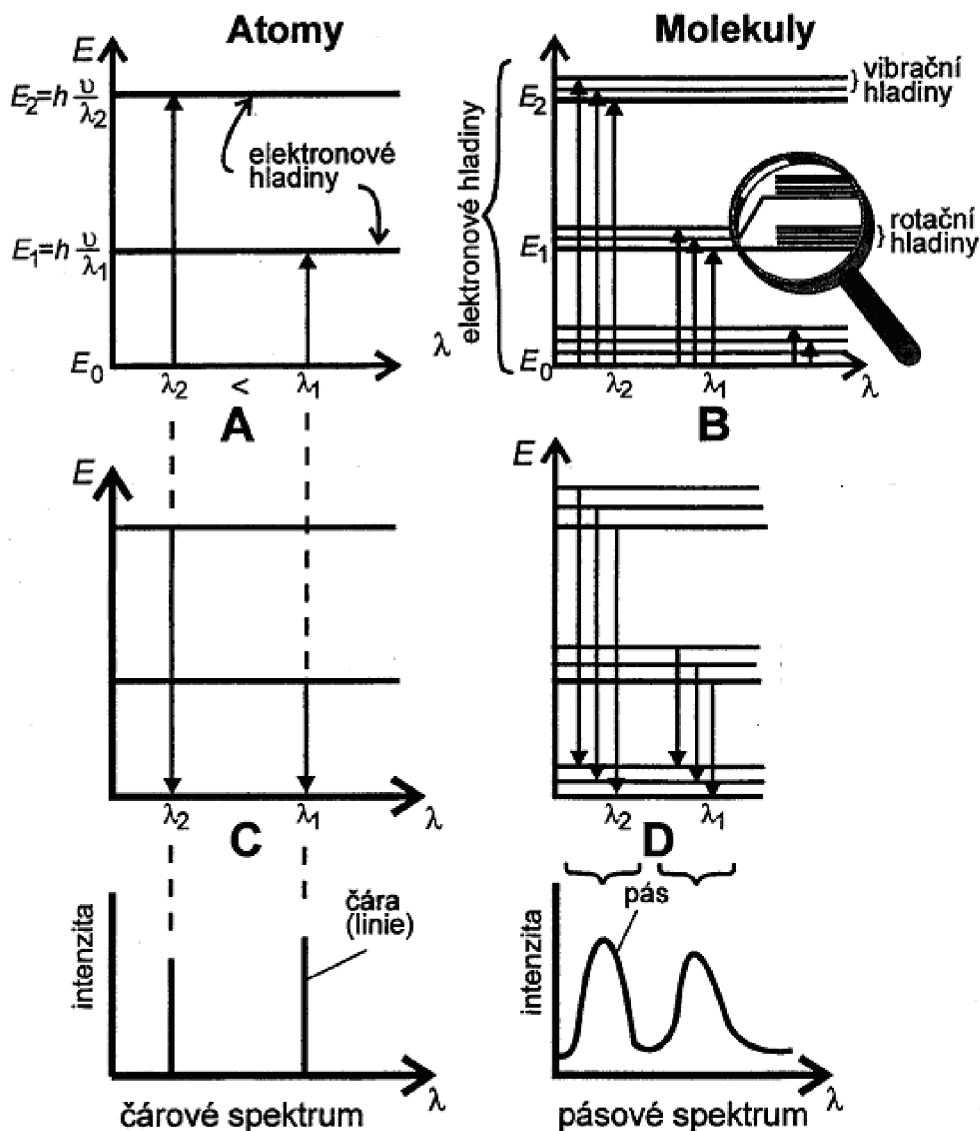 Atomy
E
E₂=h υ/λ₂
elektronové
hladiny
E₁=h υ/λ₁
E₀
λ₂ < λ₁
λ
A
Molekuly
E₂
vibrační
hladiny
elektronové hladiny
E₁
rotační
hladiny
E₀
λ₂ λ₁ λ
B
E
λ₂ λ₁ λ
C
E
λ₂ λ₁
D
intenzita
čára
(linie)
λ
čárové spektrum
intenzita
pás
λ
pásové spektrum